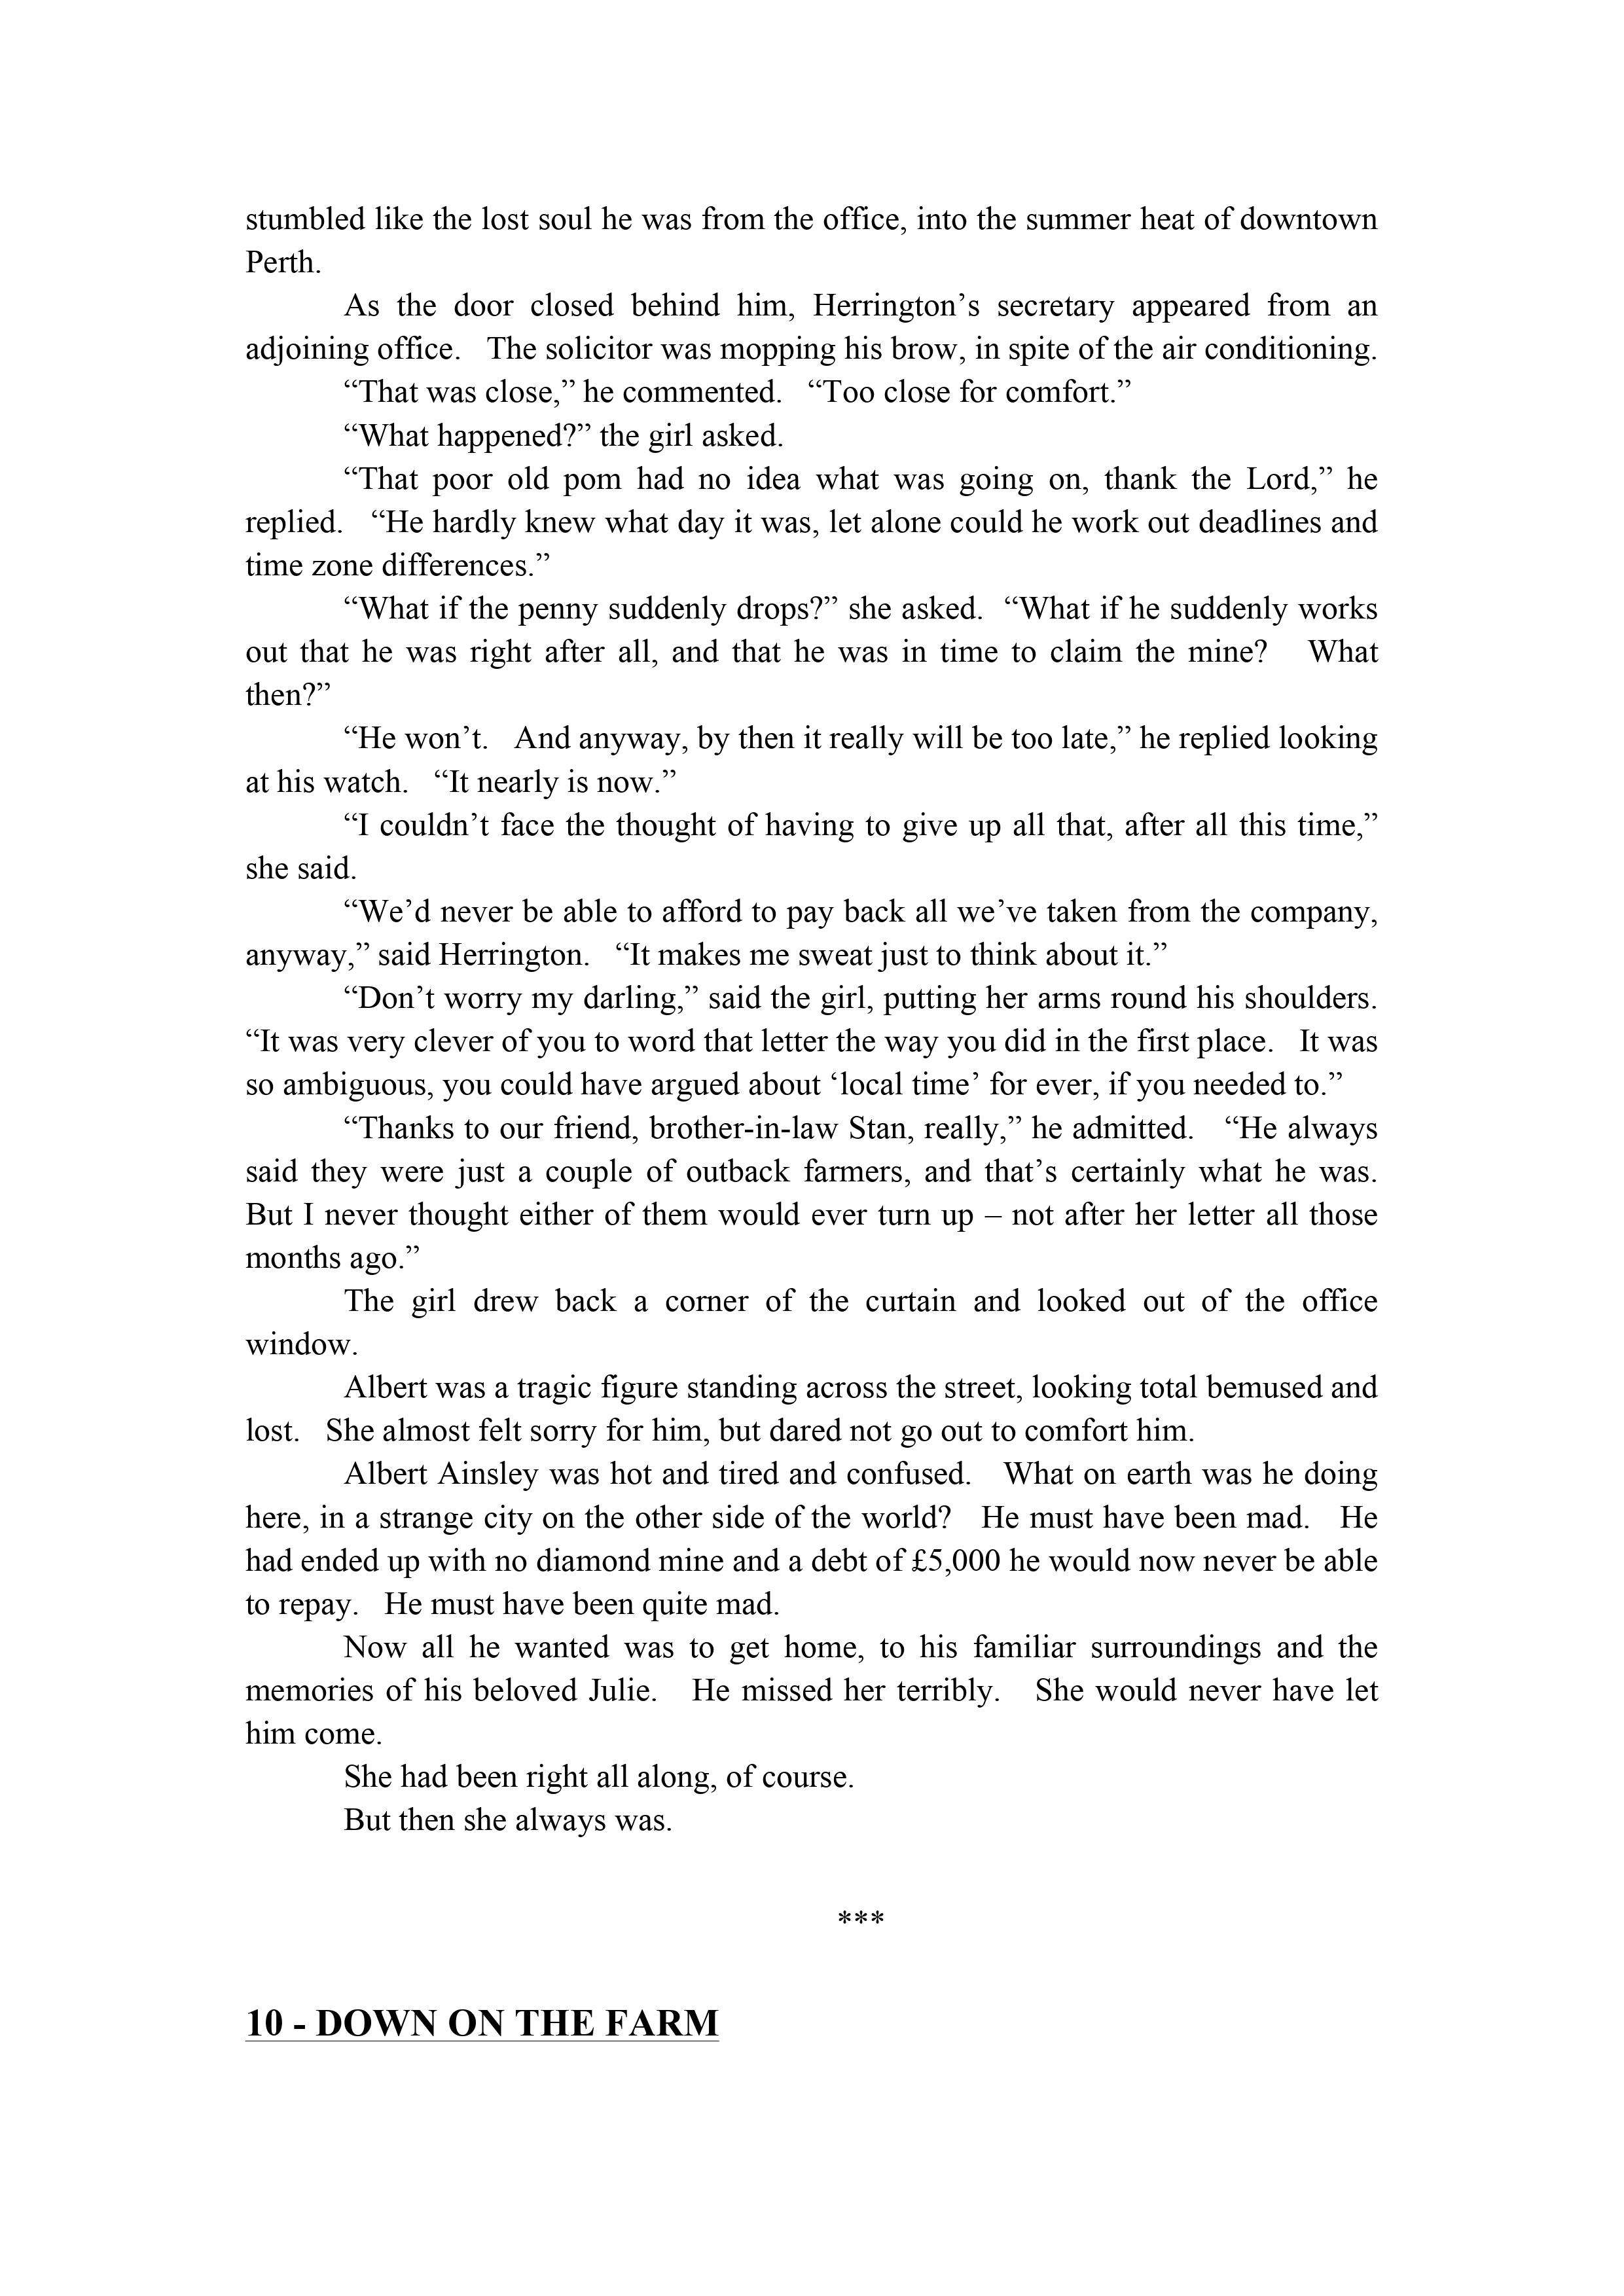 stumbled like the lost soul he was from the office, into the summer heat of downtown
Perth.
As the door closed behind him, Herrington’s secretary appeared from an
adjoining office.   The solicitor was mopping his brow, in spite of the air conditioning.
“That was close,” he commented.   “Too close for comfort.”
“What happened?” the girl asked.
“That poor old pom had no idea what was going on, thank the Lord,” he
replied.   “He hardly knew what day it was, let alone could he work out deadlines and
time zone differences.”
“What if the penny suddenly drops?” she asked.  “What if he suddenly works
out that he was right after all, and that he was in time to claim the mine?   What
then?”
“He won’t.   And anyway, by then it really will be too late,” he replied looking
at his watch.   “It nearly is now.”
“I couldn’t face the thought of having to give up all that, after all this time,”
she said.
“We’d never be able to afford to pay back all we’ve taken from the company,
anyway,” said Herrington.   “It makes me sweat just to think about it.”
“Don’t worry my darling,” said the girl, putting her arms round his shoulders.
“It was very clever of you to word that letter the way you did in the first place.   It was
so ambiguous, you could have argued about ‘local time’ for ever, if you needed to.”
“Thanks to our friend, brother-in-law Stan, really,” he admitted.   “He always
said they were just a couple of outback farmers, and that’s certainly what he was.
But I never thought either of them would ever turn up – not after her letter all those
months ago.”
The girl drew back a corner of the curtain and looked out of the office
window.
Albert was a tragic figure standing across the street, looking total bemused and
lost.   She almost felt sorry for him, but dared not go out to comfort him.
Albert Ainsley was hot and tired and confused.   What on earth was he doing
here, in a strange city on the other side of the world?   He must have been mad.   He
had ended up with no diamond mine and a debt of £5,000 he would now never be able
to repay.   He must have been quite mad.
Now all he wanted was to get home, to his familiar surroundings and the
memories of his beloved Julie.   He missed her terribly.   She would never have let
him come.
She had been right all along, of course.
But then she always was.
***
10 - DOWN ON THE FARM